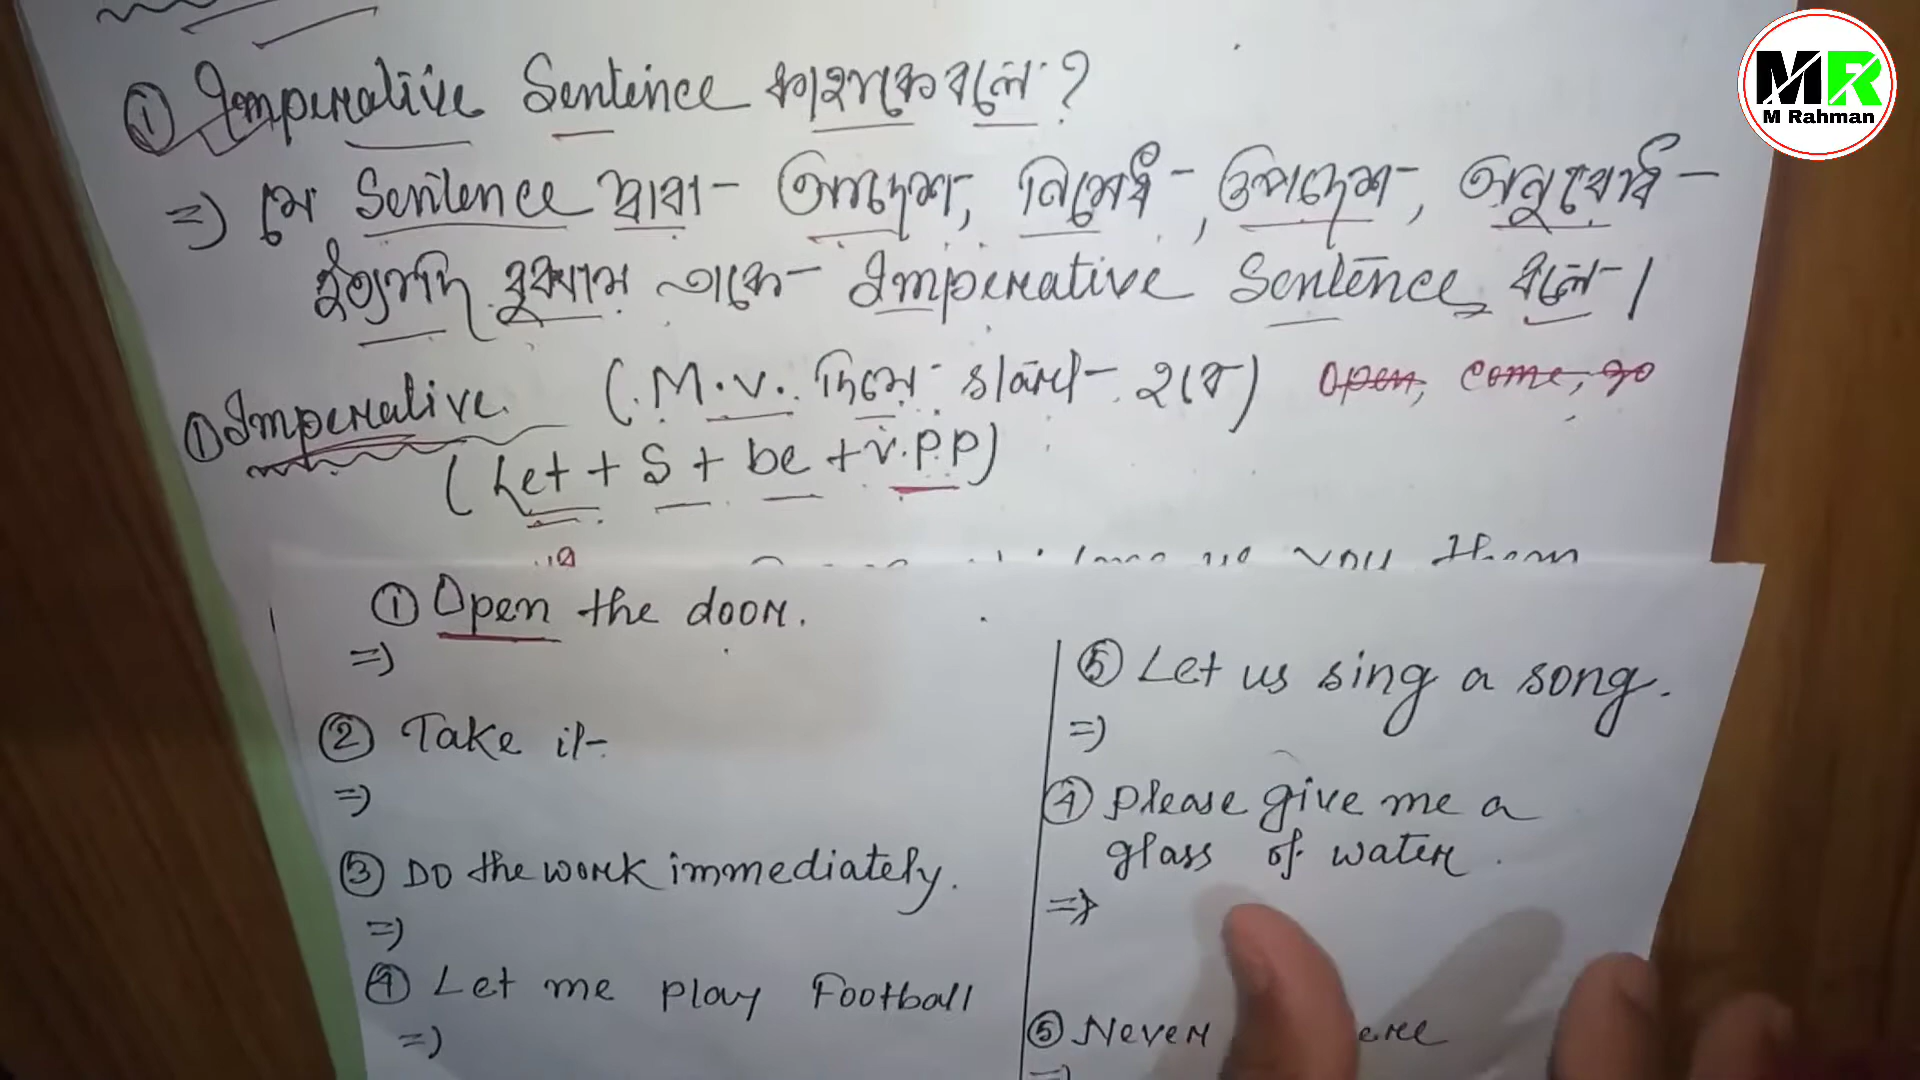 ① Imperative Sentence কাহাকে বলে ?
=> যে Sentence দ্বারা- আদেশ, নিষেধ-, উপদেশ-, অনুরোধ-
ইত্যাদি বুঝায় তাকে- Imperative Sentence বলে-।
① Imperative. (M.V. দিয়ে start- হবে) Open, come, go
(Let + S + be + v.p.p)
you them
① Open the door.
=>
② Take it-
=>
③ Do the work immediately.
=>
④ Let me play Football
=>
⑤ Let us sing a song.
=>
④ Please give me a
glass of water.
=>
⑤ Never
=>
MR
M Rahman